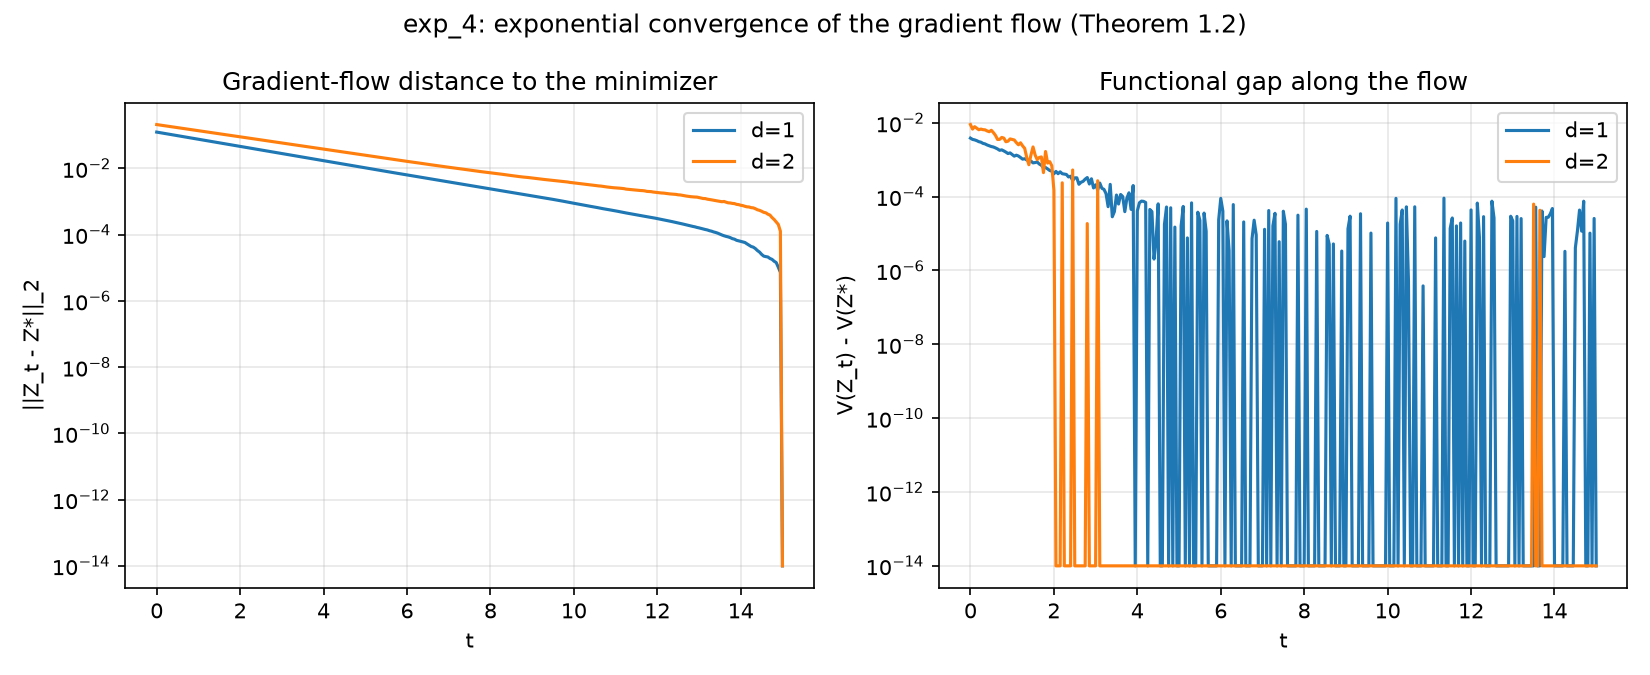 exp_4: exponential convergence of the gradient flow (Theorem 1.2)
Gradient-flow distance to the minimizer
d=1
d=2
||Z_t - Z*||_2
10⁻²
10⁻⁴
10⁻⁶
10⁻⁸
10⁻¹⁰
10⁻¹²
10⁻¹⁴
0 2 4 6 8 10 12 14
t
Functional gap along the flow
d=1
d=2
V(Z_t) - V(Z*)
10⁻²
10⁻⁴
10⁻⁶
10⁻⁸
10⁻¹⁰
10⁻¹²
10⁻¹⁴
0 2 4 6 8 10 12 14
t